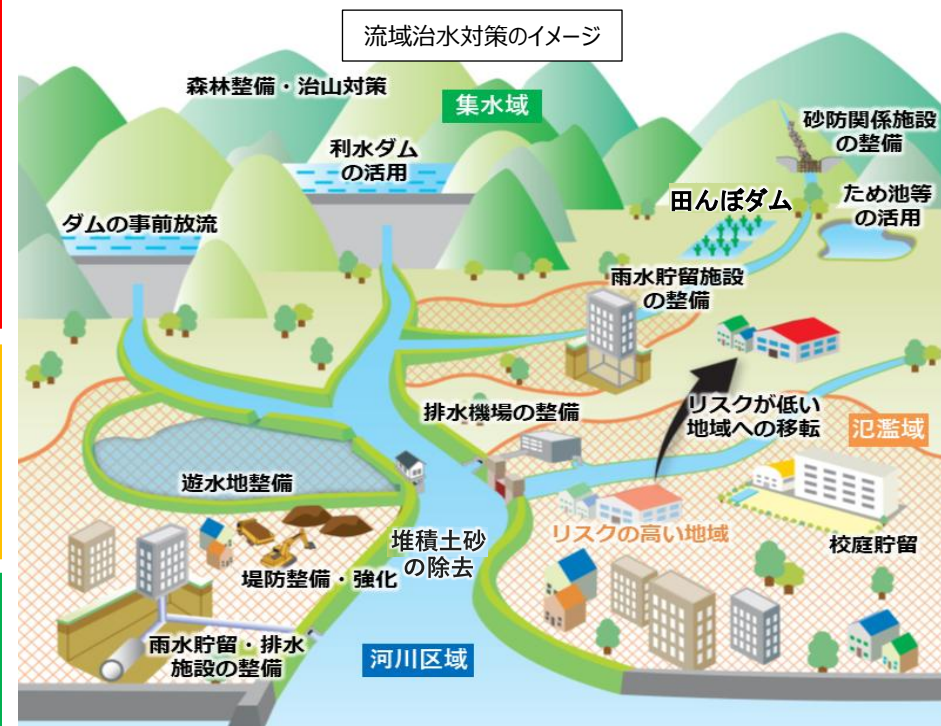 流域治水対策のイメージ
森林整備・治山対策
集水域
砂防関係施設
の整備
利水ダム
の活用
田んぼダム
ため池等
の活用
ダムの事前放流
雨水貯留施設
の整備
排水機場の整備
リスクが低い
地域への移転
氾濫域
遊水地整備
リスクの高い地域
校庭貯留
堆積土砂
の除去
堤防整備・強化
雨水貯留・排水
施設の整備
河川区域